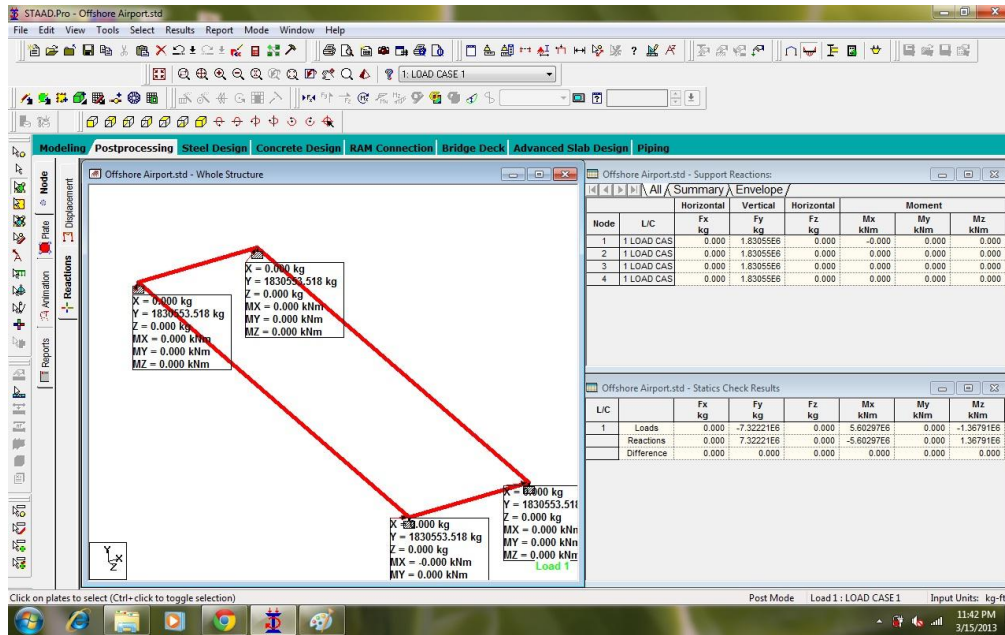 STAAD.Pro - Offshore Airport.std
File Edit View Tools Select Results Report Mode Window Help
1: LOAD CASE 1
Modeling Postprocessing Steel Design Concrete Design RAM Connection Bridge Deck Advanced Slab Design Piping
Node
Plate
Animation
Reports
Displacement
Reactions
Offshore Airport.std - Whole Structure
X = 0.000 kg
Y = 1830553.518 kg
Z = 0.000 kg
MX = 0.000 kNm
MY = 0.000 kNm
MZ = 0.000 kNm
X = 0.000 kg
Y = 1830553.518 kg
Z = 0.000 kg
MX = 0.000 kNm
MY = 0.000 kNm
MZ = 0.000 kNm
X = 0.000 kg
Y = 1830553.518
Z = 0.000 kg
MX = 0.000 kNm
MY = 0.000 kNm
MZ = 0.000 kNm
Load 1
X = 0.000 kg
Y = 1830553.518 kg
Z = 0.000 kg
MX = -0.000 kNm
MY = 0.000 kNm
Y
X
Z
Offshore Airport.std - Support Reactions:
All Summary Envelope
Horizontal Vertical Horizontal Moment
Node L/C Fx kg Fy kg Fz kg Mx kNm My kNm Mz kNm
1 1 LOAD CAS 0.000 1.83055E6 0.000 -0.000 0.000 0.000
2 1 LOAD CAS 0.000 1.83055E6 0.000 0.000 0.000 0.000
3 1 LOAD CAS 0.000 1.83055E6 0.000 0.000 0.000 0.000
4 1 LOAD CAS 0.000 1.83055E6 0.000 0.000 0.000 0.000
Offshore Airport.std - Statics Check Results
L/C Fx kg Fy kg Fz kg Mx kNm My kNm Mz kNm
1 Loads 0.000 -7.32221E6 0.000 5.60297E6 0.000 -1.36791E6
Reactions 0.000 7.32221E6 0.000 -5.60297E6 0.000 1.36791E6
Difference 0.000 0.000 0.000 0.000 0.000 0.000
Click on plates to select (Ctrl+click to toggle selection) Post Mode Load 1 : LOAD CASE 1 Input Units: kg-ft
11:42 PM
3/15/2013